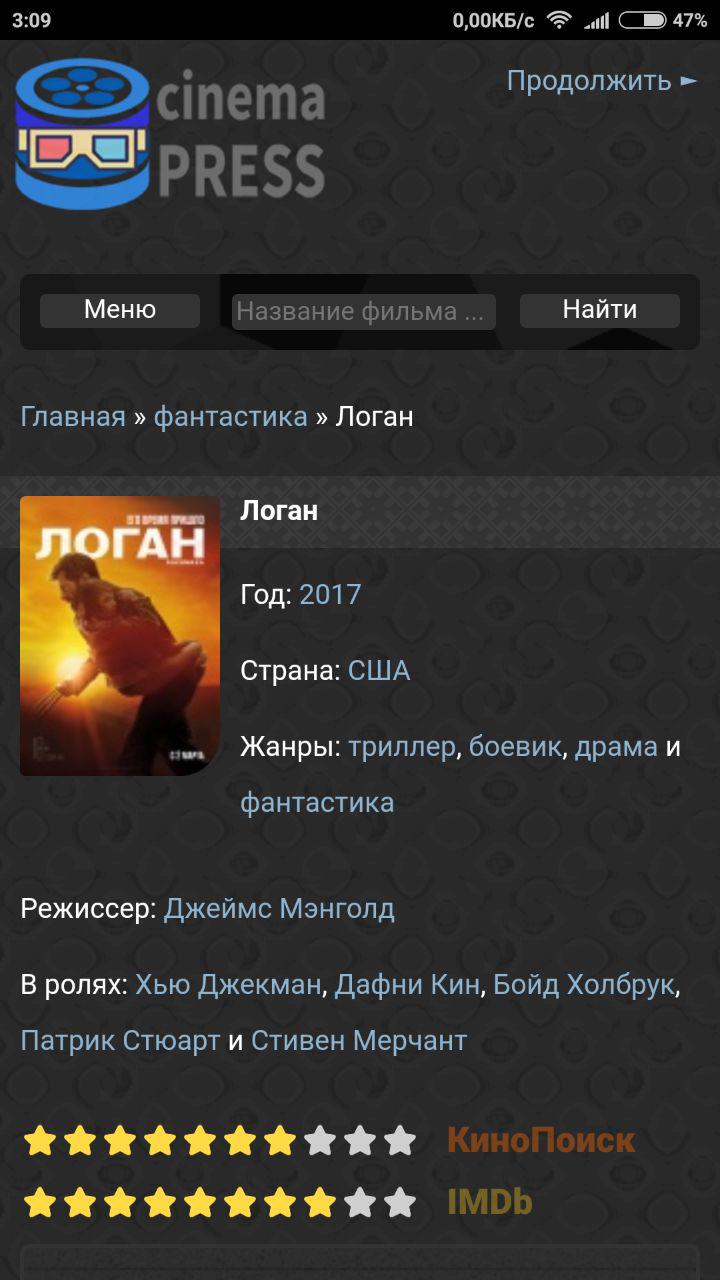 3:09 0,00КБ/с 47%
cinema
PRESS
Продолжить ►
Меню Название фильма ... Найти
Главная » фантастика » Логан
ЛОГАН
Логан
Год: 2017
Страна: США
Жанры: триллер, боевик, драма и
фантастика
Режиссер: Джеймс Мэнголд
В ролях: Хью Джекман, Дафни Кин, Бойд Холбрук,
Патрик Стюарт и Стивен Мерчант
КиноПоиск
IMDb